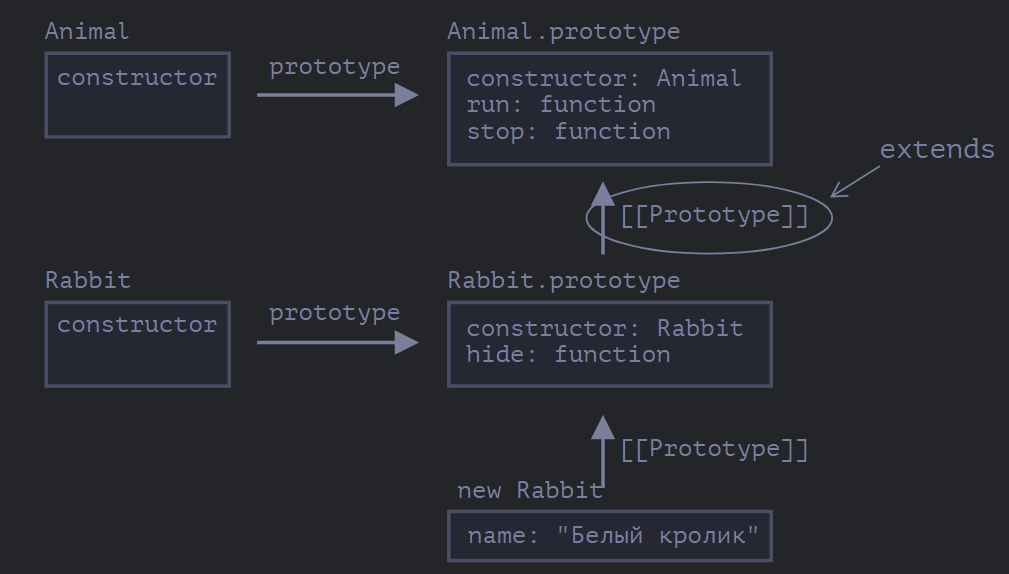 Animal
constructor
prototype
Animal.prototype
constructor: Animal
run: function
stop: function
extends
[[Prototype]]
Rabbit
constructor
prototype
Rabbit.prototype
constructor: Rabbit
hide: function
[[Prototype]]
new Rabbit
name: "Белый кролик"